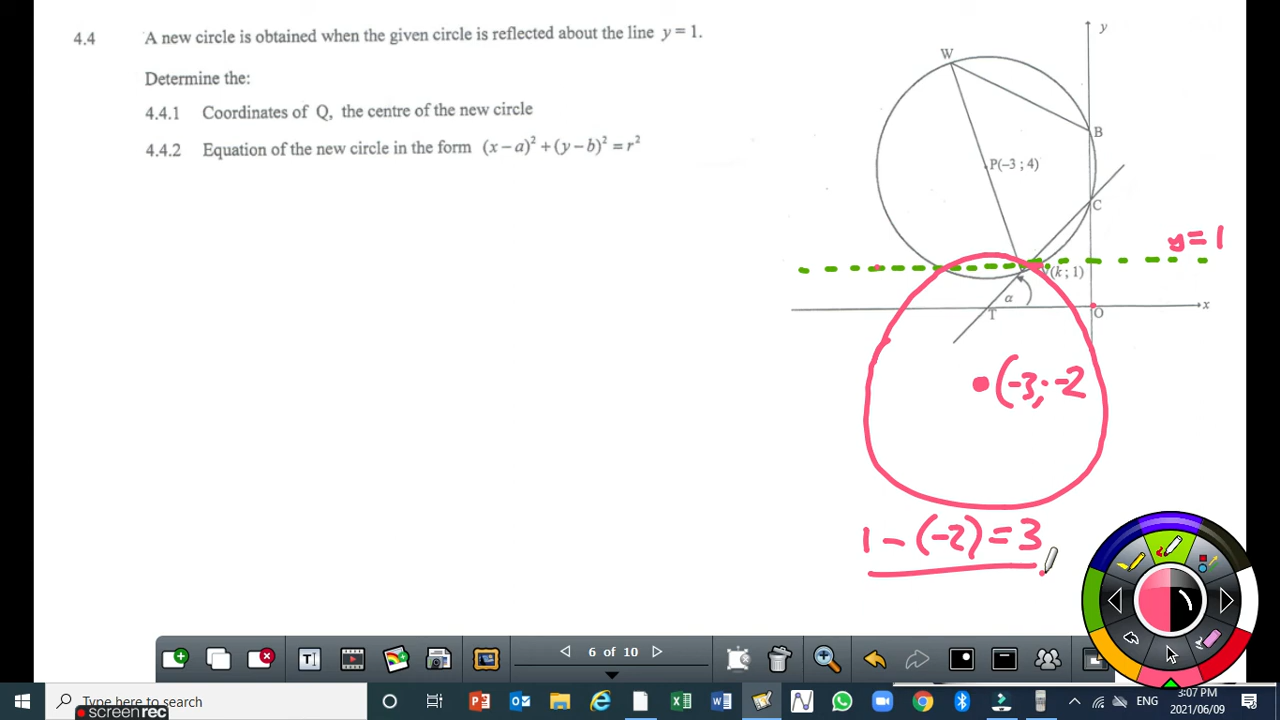 4.4 A new circle is obtained when the given circle is reflected about the line y = 1.
Determine the:
4.4.1 Coordinates of Q, the centre of the new circle
4.4.2 Equation of the new circle in the form (x – a)² + (y – b)² = r²
y
W
B
P(–3 ; 4)
C
y = 1
(k ; 1)
α
x
T
O
(-3; -2
1 - (-2) = 3
6 of 10
Type here to search
ENG
3:07 PM
2021/06/09
screenrec